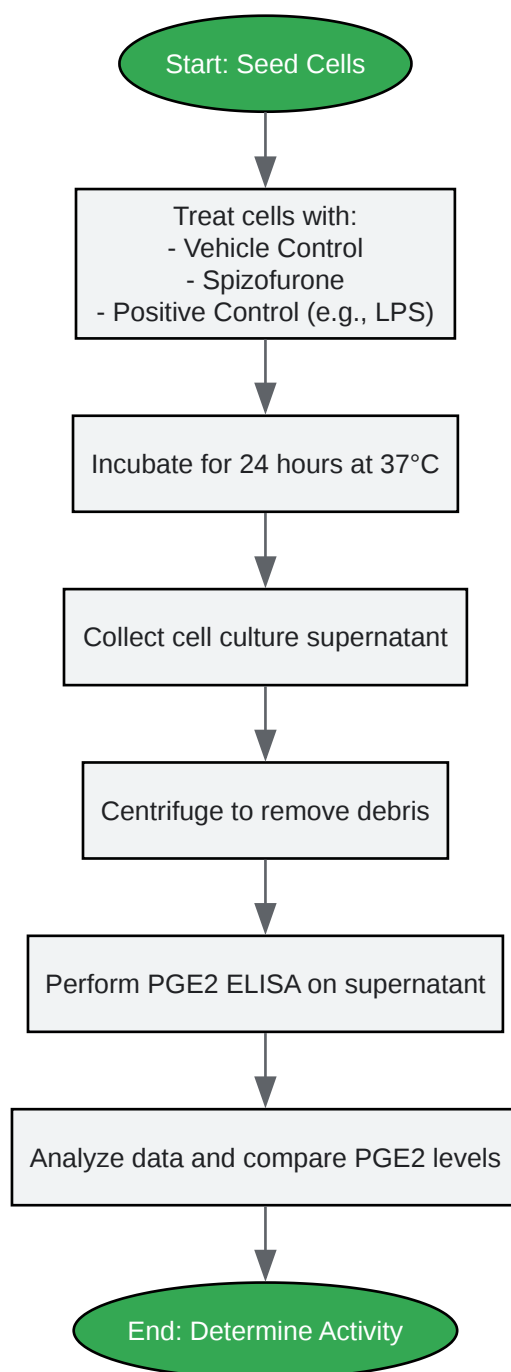 Start: Seed Cells
Treat cells with:
- Vehicle Control
- Spizofurone
- Positive Control (e.g., LPS)
Incubate for 24 hours at 37°C
Collect cell culture supernatant
Centrifuge to remove debris
Perform PGE2 ELISA on supernatant
Analyze data and compare PGE2 levels
End: Determine Activity